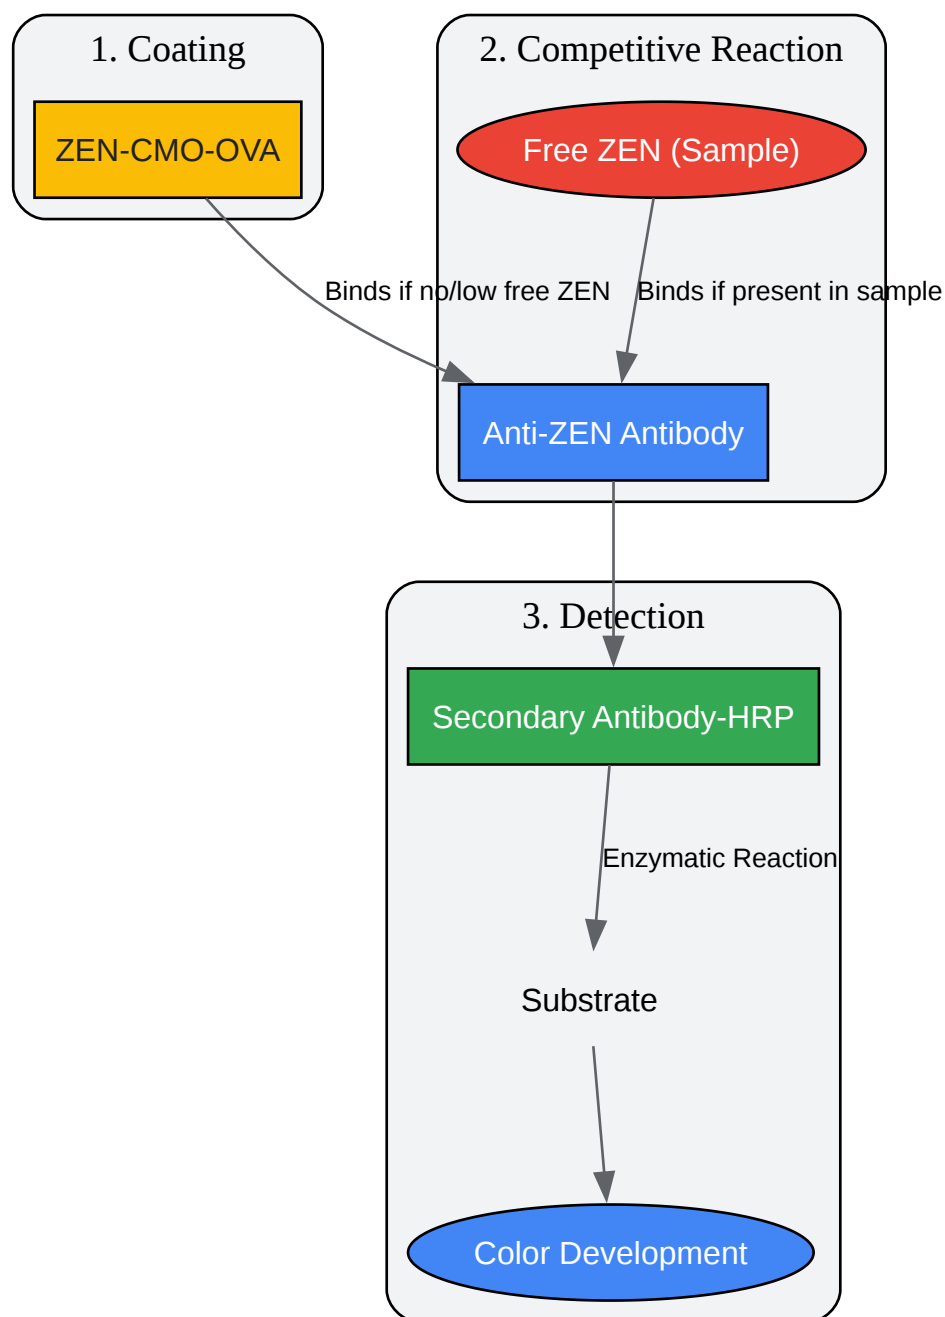 1. Coating
ZEN-CMO-OVA
2. Competitive Reaction
Free ZEN (Sample)
Binds if no/low free ZEN
Binds if present in sample
Anti-ZEN Antibody
3. Detection
Secondary Antibody-HRP
Enzymatic Reaction
Substrate
Color Development